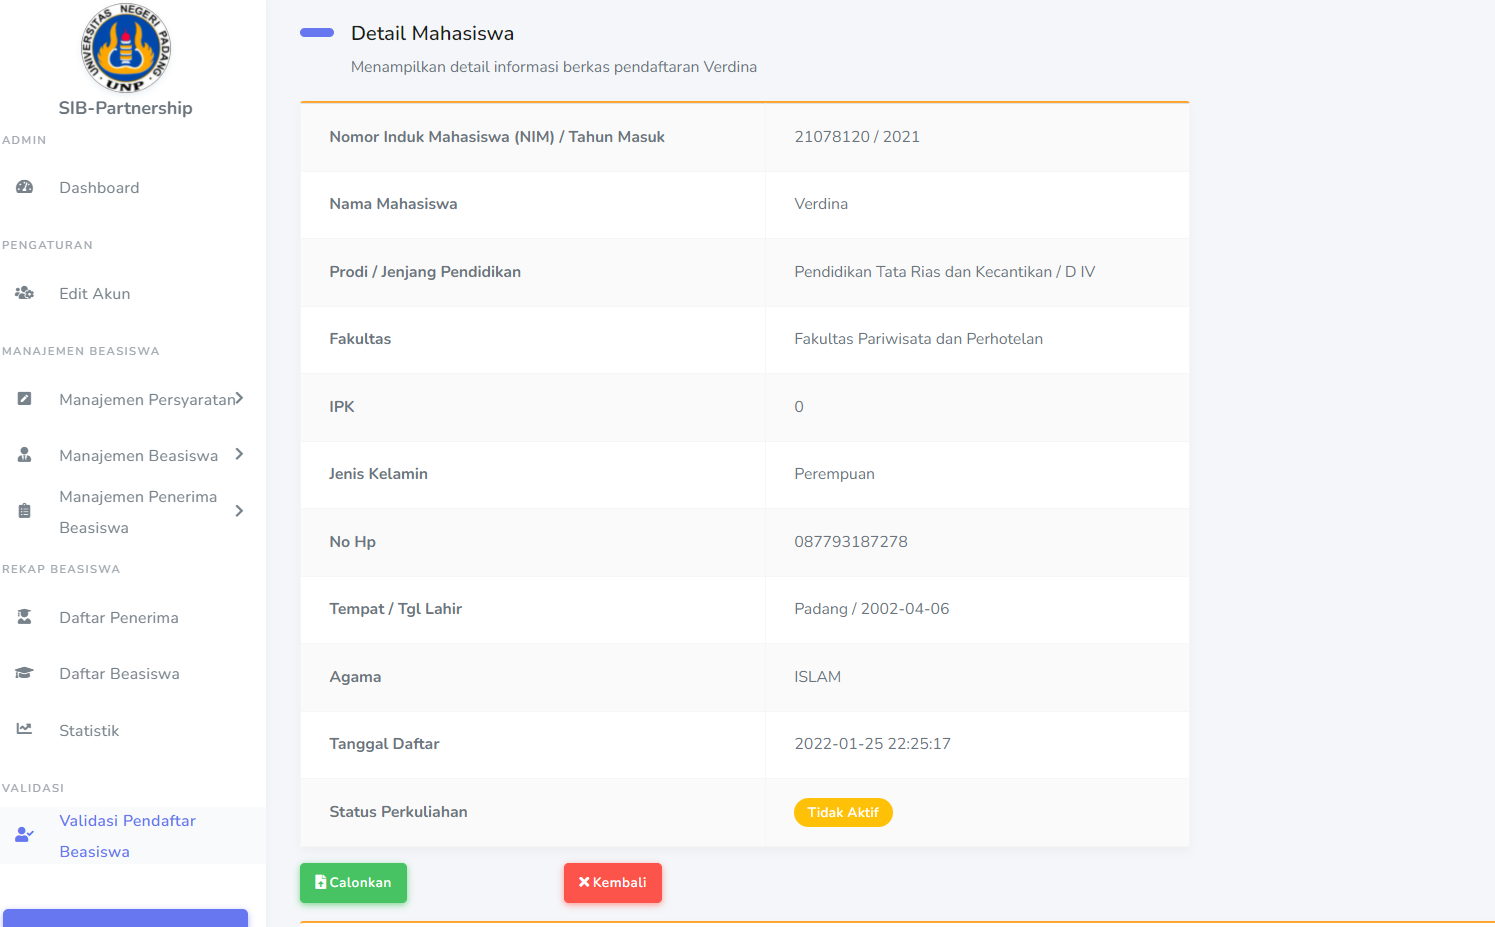 UNIVERSITAS NEGERI PADANG
UNP
SIB-Partnership
ADMIN
Dashboard
PENGATURAN
Edit Akun
MANAJEMEN BEASISWA
Manajemen Persyaratan
Manajemen Beasiswa
Manajemen Penerima
Beasiswa
REKAP BEASISWA
Daftar Penerima
Daftar Beasiswa
Statistik
VALIDASI
Validasi Pendaftar
Beasiswa
Detail Mahasiswa
Menampilkan detail informasi berkas pendaftaran Verdina
Nomor Induk Mahasiswa (NIM) / Tahun Masuk 21078120 / 2021
Nama Mahasiswa Verdina
Prodi / Jenjang Pendidikan Pendidikan Tata Rias dan Kecantikan / D IV
Fakultas Fakultas Pariwisata dan Perhotelan
IPK 0
Jenis Kelamin Perempuan
No Hp 087793187278
Tempat / Tgl Lahir Padang / 2002-04-06
Agama ISLAM
Tanggal Daftar 2022-01-25 22:25:17
Status Perkuliahan Tidak Aktif
Calonkan Kembali